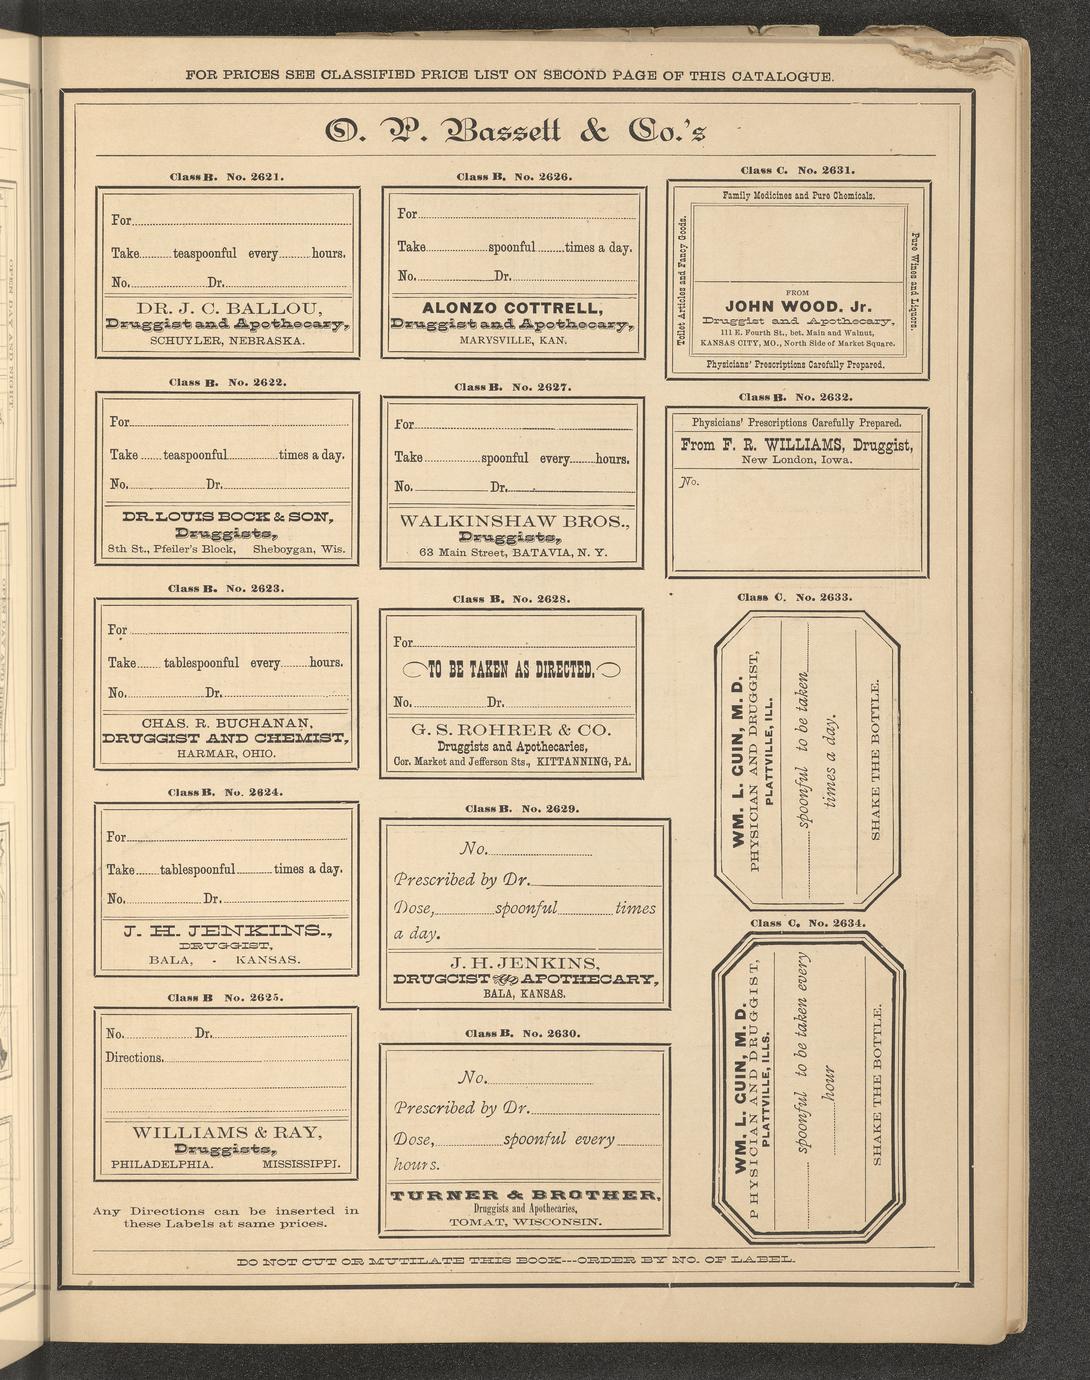 FOR PRICES SEE CLASSIFIED PRICE LIST ON SECOND PAGE OF THIS CATALOGUE.
O. P. Bassett & Co.'s
Class B. No. 2621.
For
Take teaspoonful every hours.
No. Dr.
DR. J. C. BALLOU,
Druggist and Apothecary,
SCHUYLER, NEBRASKA.
Class B. No. 2622.
For
Take teaspoonful times a day.
No. Dr.
DR. LOUIS BOCK & SON,
Druggists,
8th St., Pfeiler's Block, Sheboygan, Wis.
Class B. No. 2623.
For
Take tablespoonful every hours.
No. Dr.
CHAS. R. BUCHANAN,
DRUGGIST AND CHEMIST,
HARMAR, OHIO.
Class B. No. 2624.
For
Take tablespoonful times a day.
No. Dr.
J. H. JENKINS.,
DRUGGIST,
BALA, - KANSAS.
Class B No. 2625.
No. Dr.
Directions.
WILLIAMS & RAY,
Druggists,
PHILADELPHIA. MISSISSIPPI.
Any Directions can be inserted in
these Labels at same prices.
Class B. No. 2626.
For
Take spoonful times a day.
No. Dr.
ALONZO COTTRELL,
Druggist and Apothecary,
MARYSVILLE, KAN.
Class B. No. 2627.
For
Take spoonful every hours.
No. Dr.
WALKINSHAW BROS.,
Druggists,
63 Main Street, BATAVIA, N. Y.
Class B. No. 2628.
For
TO BE TAKEN AS DIRECTED.
No. Dr.
G. S. ROHRER & CO.
Druggists and Apothecaries,
Cor. Market and Jefferson Sts., KITTANNING, PA.
Class B. No. 2629.
No.
Prescribed by Dr.
Dose, spoonful times
a day.
J. H. JENKINS,
DRUGGIST APOTHECARY,
BALA, KANSAS.
Class B. No. 2630.
No.
Prescribed by Dr.
Dose, spoonful every
hours.
TURNER & BROTHER,
Druggists and Apothecaries,
TOMAT, WISCONSIN.
Class C. No. 2631.
Family Medicines and Pure Chemicals.
Toilet Articles and Fancy Goods.
Pure Wines and Liquors.
FROM
JOHN WOOD, Jr.
Druggist and Apothecary,
111 E. Fourth St., bet. Main and Walnut,
KANSAS CITY, MO., North Side of Market Square.
Physicians' Prescriptions Carefully Prepared.
Class B. No. 2632.
Physicians' Prescriptions Carefully Prepared.
From F. R. WILLIAMS, Druggist,
New London, Iowa.
No.
Class C. No. 2633.
WM. L. GUIN, M. D.
PHYSICIAN AND DRUGGIST,
PLATTVILLE, ILL.
spoonful to be taken
times a day.
SHAKE THE BOTTLE.
Class C. No. 2634.
WM. L. GUIN, M. D.
PHYSICIAN AND DRUGGIST,
PLATTVILLE, ILLS.
spoonful to be taken every
hour
SHAKE THE BOTTLE.
DO NOT CUT OR MUTILATE THIS BOOK---ORDER BY NO. OF LABEL.